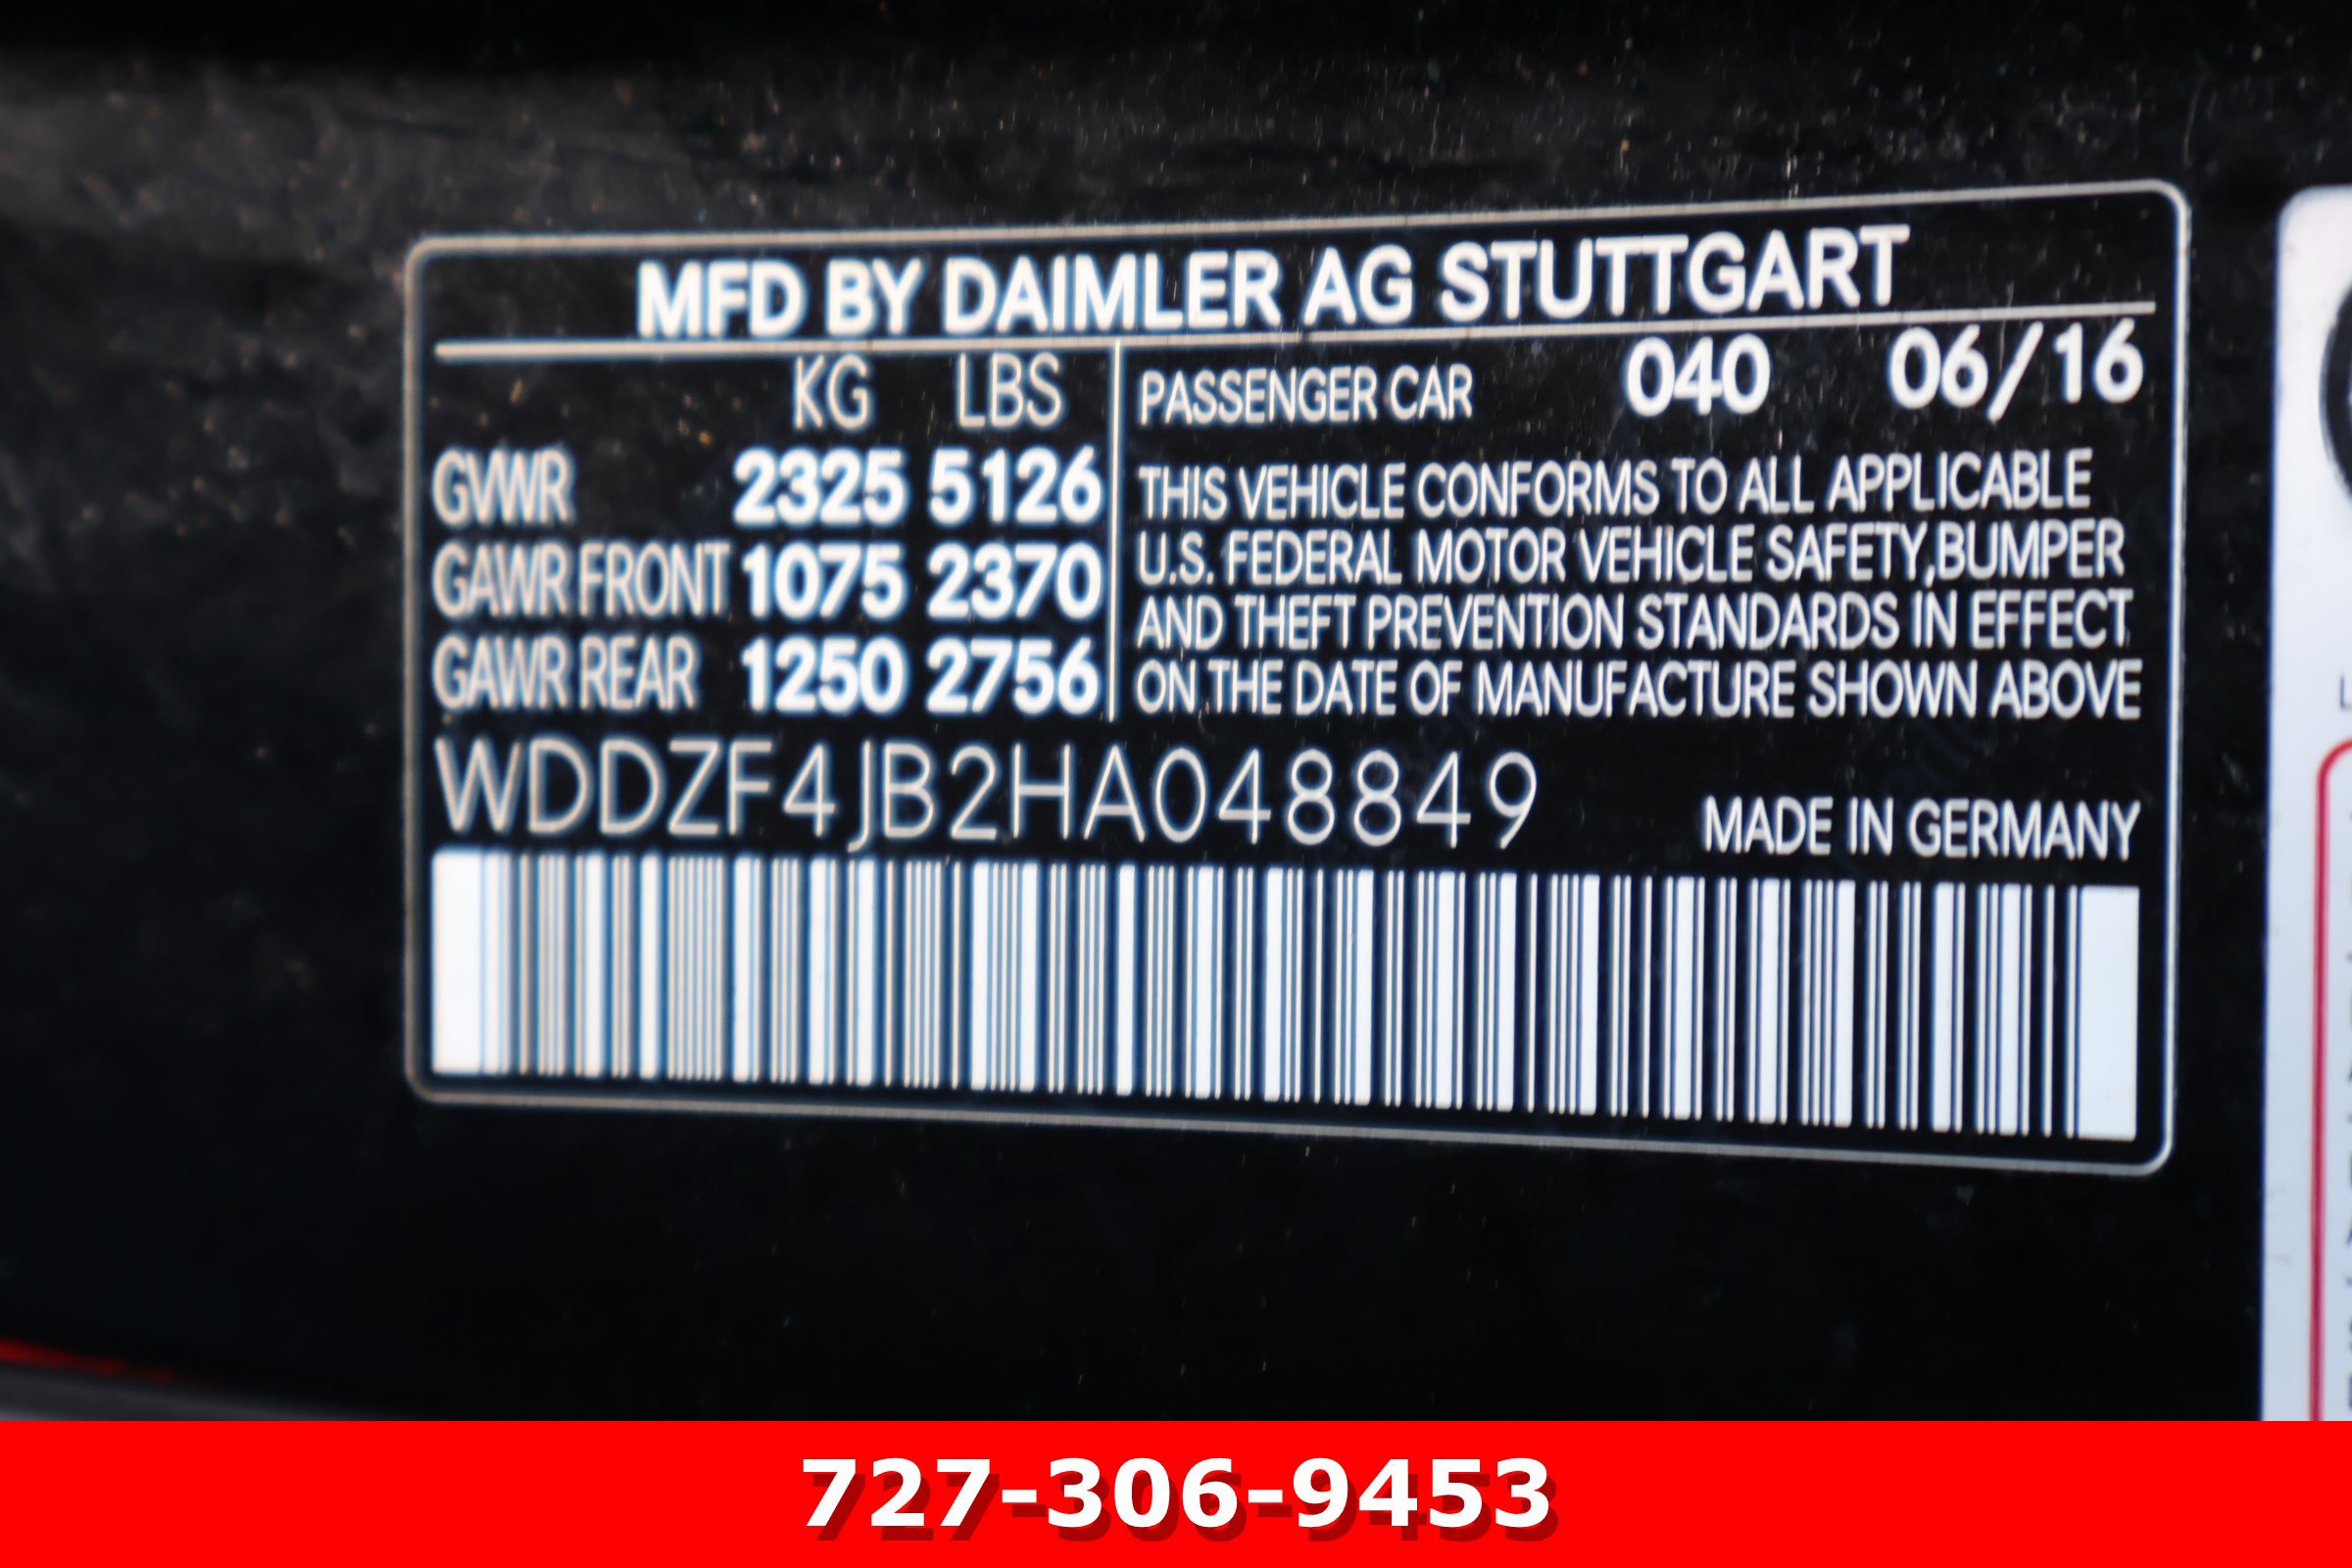 MFD BY DAIMLER AG STUTTGART
KG LBS
GVWR 2325 5126
GAWR FRONT 1075 2370
GAWR REAR 1250 2756
PASSENGER CAR 040 06/16
THIS VEHICLE CONFORMS TO ALL APPLICABLE
U.S. FEDERAL MOTOR VEHICLE SAFETY,BUMPER
AND THEFT PREVENTION STANDARDS IN EFFECT
ON THE DATE OF MANUFACTURE SHOWN ABOVE
WDDZF4JB2HA048849
MADE IN GERMANY
727-306-9453